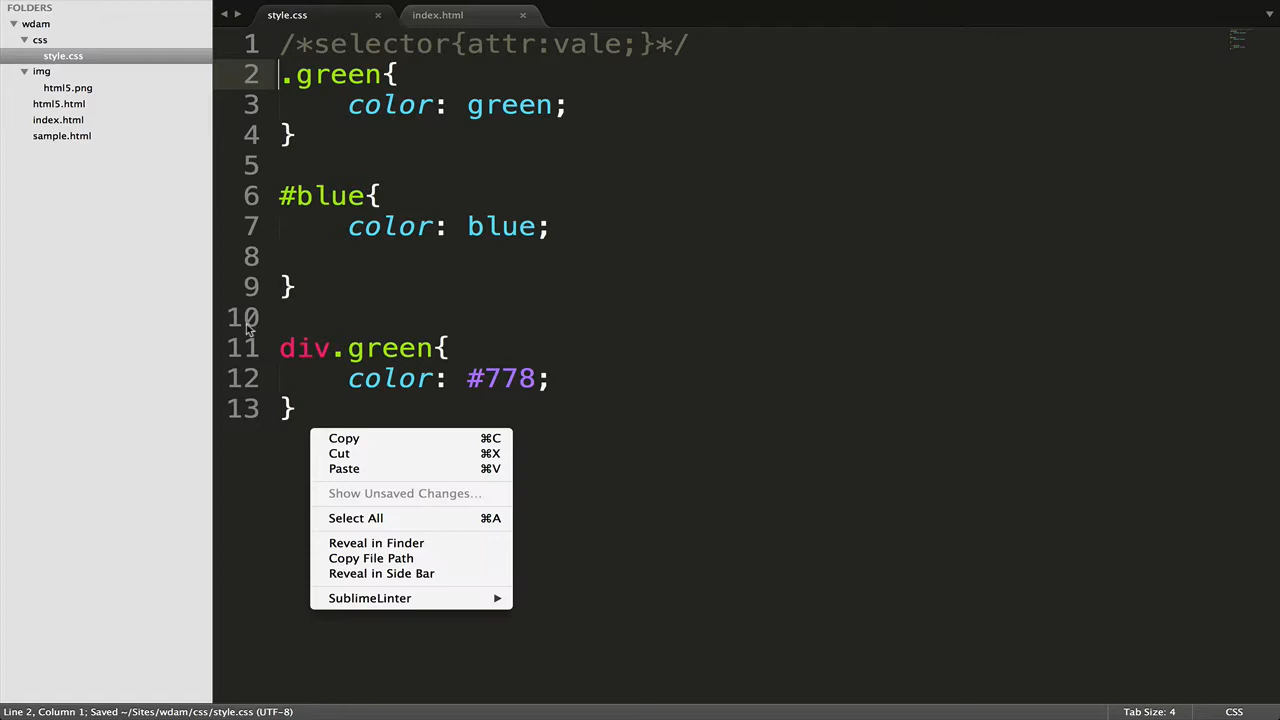 FOLDERS
wdam
css
style.css
img
html5.png
html5.html
index.html
sample.html
style.css ×
index.html ×
1 /*selector{attr:vale;}*/
2 .green{
3 color: green;
4 }
5
6 #blue{
7 color: blue;
8
9 }
10
11 div.green{
12 color: #778;
13 }
Copy ⌘C
Cut ⌘X
Paste ⌘V
Show Unsaved Changes...
Select All ⌘A
Reveal in Finder
Copy File Path
Reveal in Side Bar
SublimeLinter
Line 2, Column 1; Saved ~/Sites/wdam/css/style.css (UTF-8)
Tab Size: 4 CSS